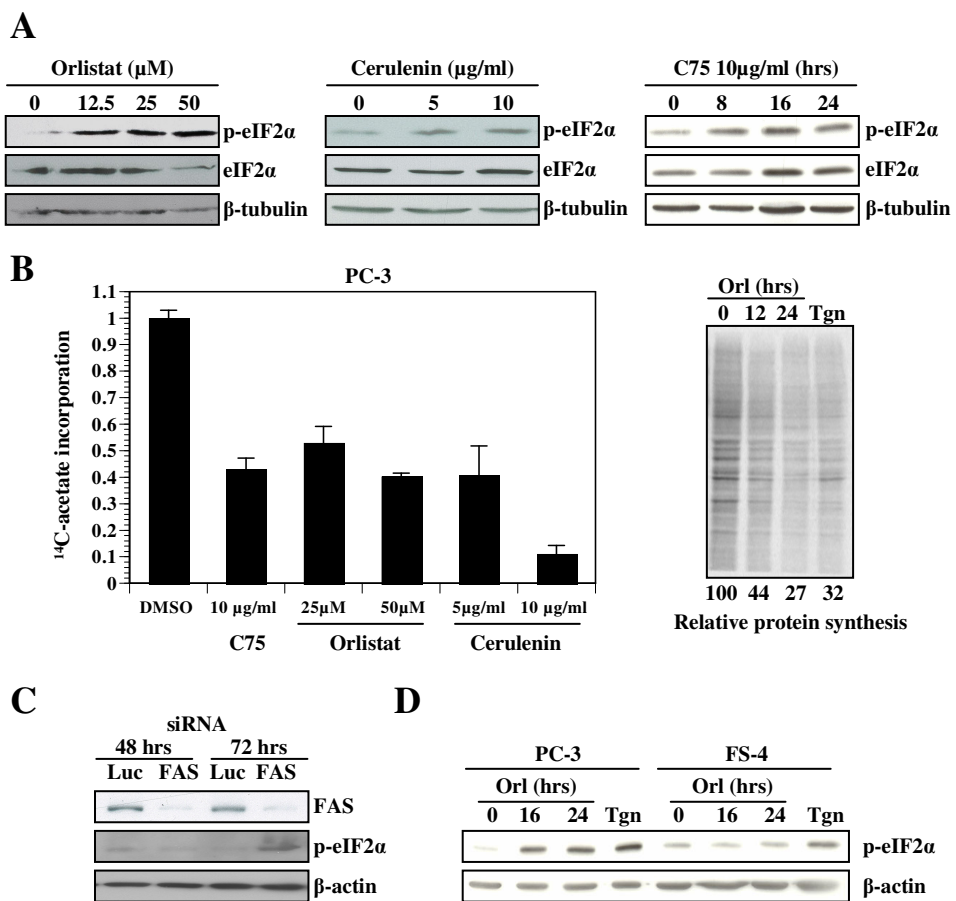 A
Orlistat (µM)
0 12.5 25 50
p-eIF2α
eIF2α
β-tubulin
Cerulenin (µg/ml)
0 5 10
p-eIF2α
eIF2α
β-tubulin
C75 10µg/ml (hrs)
0 8 16 24
p-eIF2α
eIF2α
β-tubulin
B
PC-3
14C-acetate incorporation
1.1
1
0.9
0.8
0.7
0.6
0.5
0.4
0.3
0.2
0.1
0
DMSO 10 µg/ml 25µM 50µM 5µg/ml 10 µg/ml
C75 Orlistat Cerulenin
Orl (hrs)
0 12 24 Tgn
100 44 27 32
Relative protein synthesis
C
siRNA
48 hrs 72 hrs
Luc FAS Luc FAS
FAS
p-eIF2α
β-actin
D
PC-3 FS-4
Orl (hrs) Orl (hrs)
0 16 24 Tgn 0 16 24 Tgn
p-eIF2α
β-actin